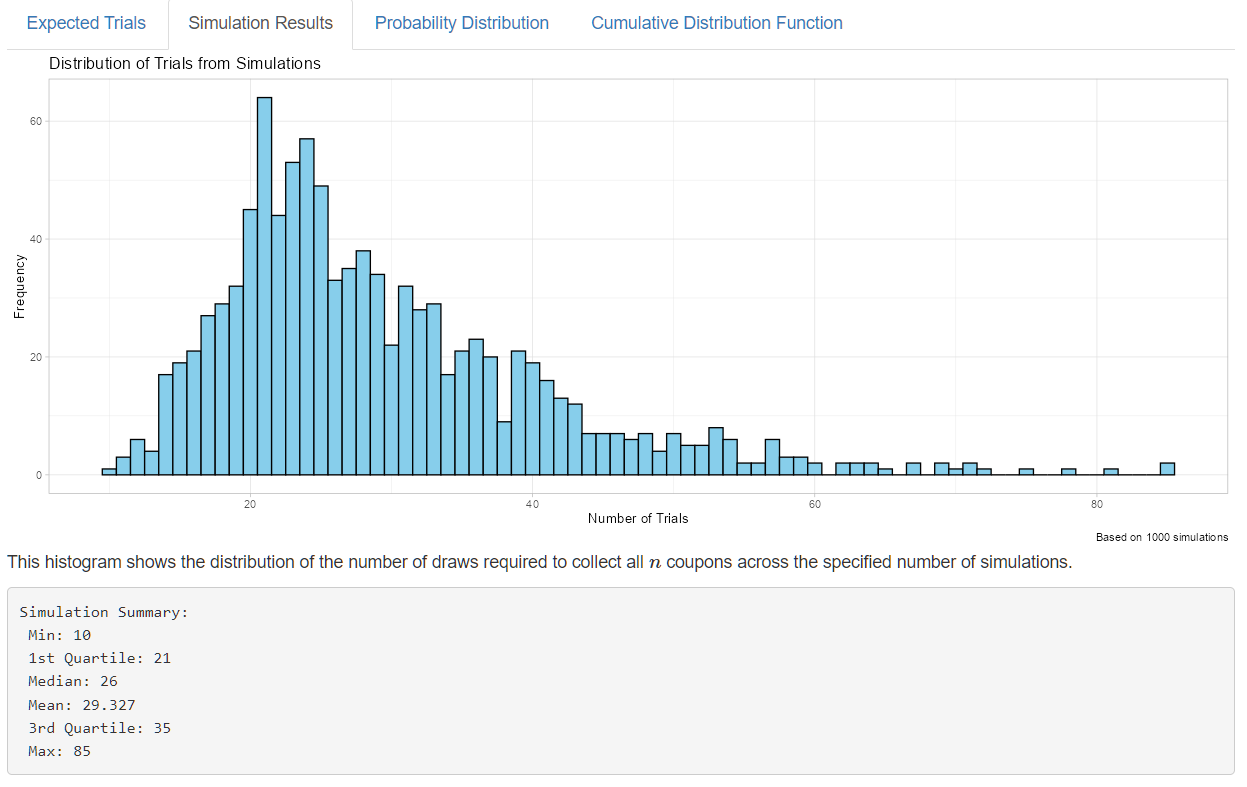 Expected Trials
Simulation Results
Probability Distribution
Cumulative Distribution Function
Distribution of Trials from Simulations
Frequency
60
40
20
0
20
40
60
80
Number of Trials
Based on 1000 simulations
This histogram shows the distribution of the number of draws required to collect all n coupons across the specified number of simulations.
Simulation Summary:
Min: 10
1st Quartile: 21
Median: 26
Mean: 29.327
3rd Quartile: 35
Max: 85